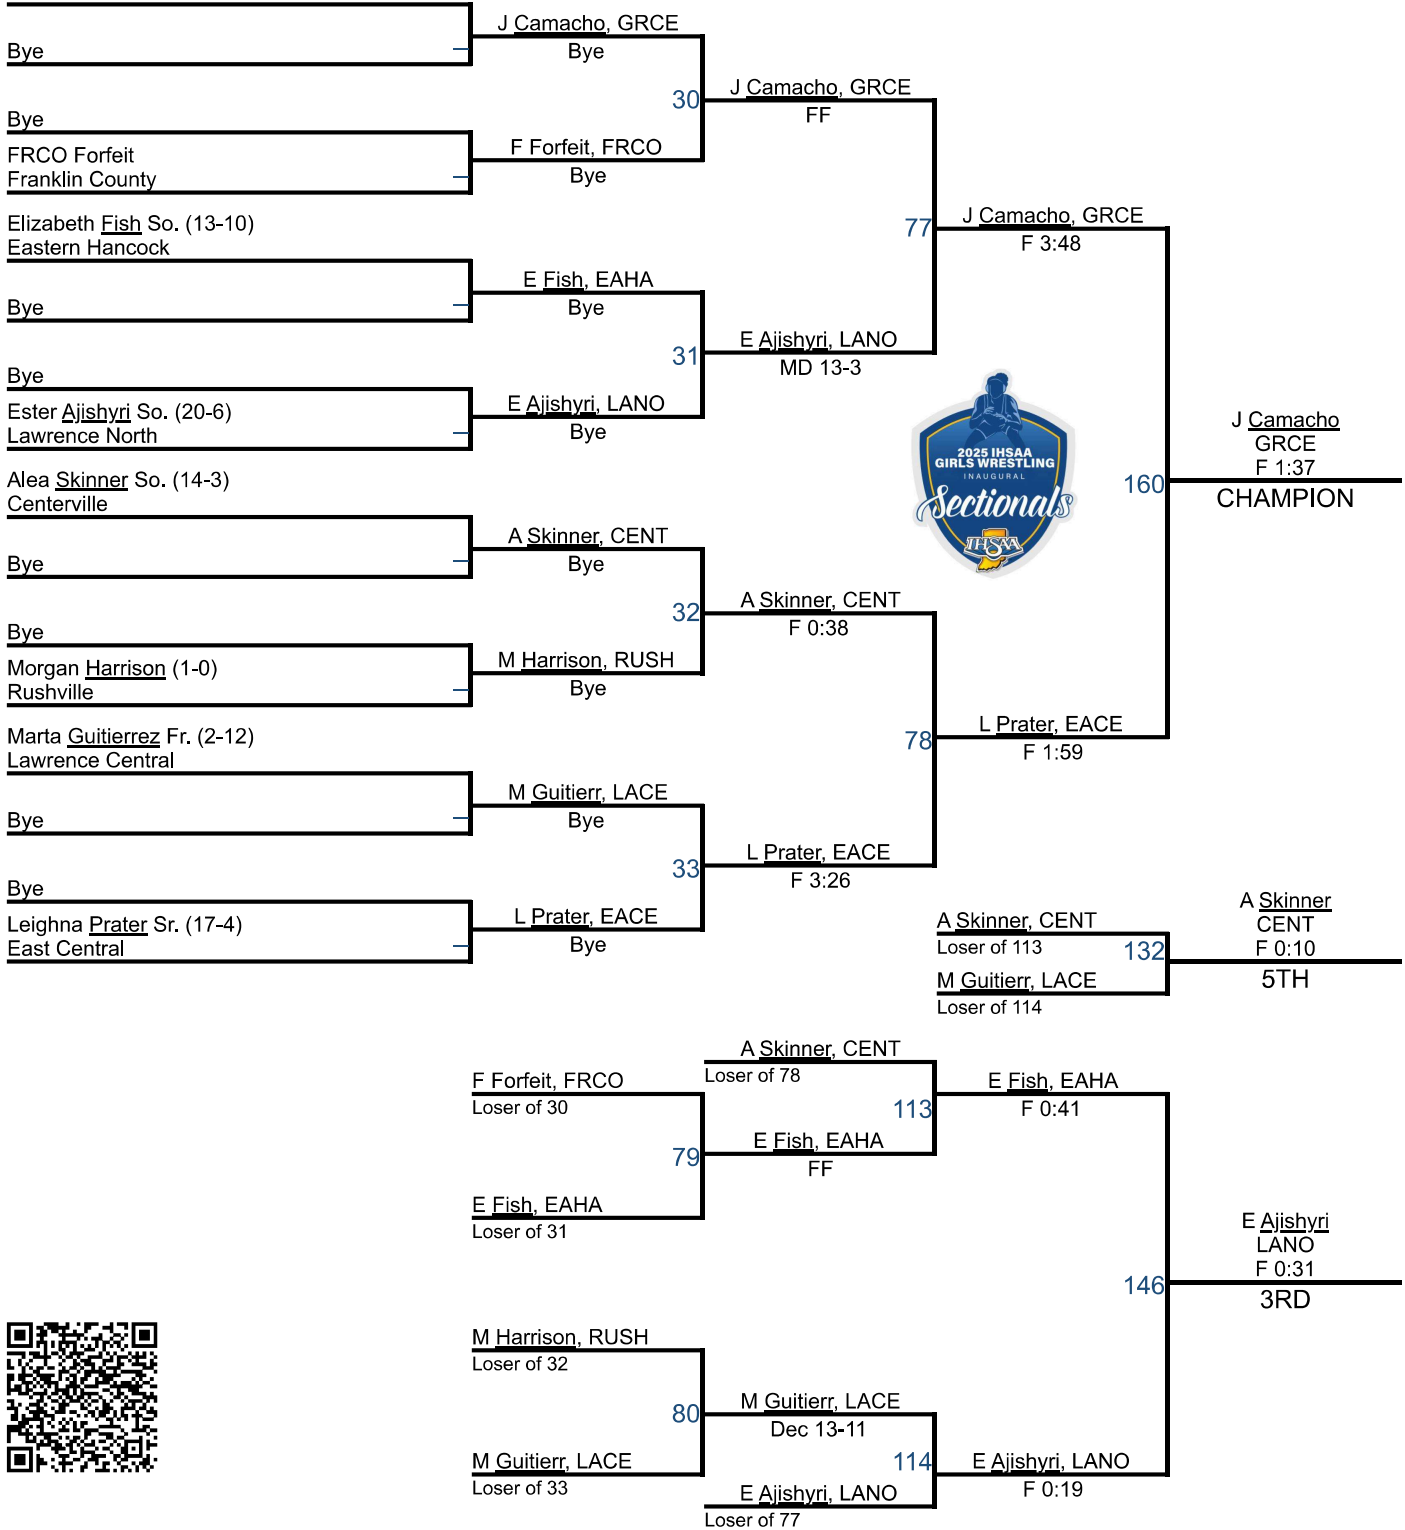 J Camacho, GRCE
Bye
Bye
30
J Camacho, GRCE
FF
Bye
FRCO Forfeit
Franklin County
F Forfeit, FRCO
Bye
77
J Camacho, GRCE
F 3:48
Elizabeth Fish So. (13-10)
Eastern Hancock
E Fish, EAHA
Bye
Bye
31
E Ajishyri, LANO
MD 13-3
Bye
Ester Ajishyri So. (20-6)
Lawrence North
E Ajishyri, LANO
Bye
2025 IHSAA
GIRLS WRESTLING
INAUGURAL
Sectionals
IHSAA
160
J Camacho
GRCE
F 1:37
CHAMPION
Alea Skinner So. (14-3)
Centerville
A Skinner, CENT
Bye
Bye
32
A Skinner, CENT
F 0:38
Bye
Morgan Harrison (1-0)
Rushville
M Harrison, RUSH
Bye
78
L Prater, EACE
F 1:59
Marta Guitierrez Fr. (2-12)
Lawrence Central
M Guitierr, LACE
Bye
Bye
33
L Prater, EACE
F 3:26
Bye
Leighna Prater Sr. (17-4)
East Central
L Prater, EACE
Bye
A Skinner, CENT
Loser of 113
132
M Guitierr, LACE
Loser of 114
A Skinner
CENT
F 0:10
5TH
A Skinner, CENT
Loser of 78
F Forfeit, FRCO
Loser of 30
113
E Fish, EAHA
F 0:41
79
E Fish, EAHA
FF
E Fish, EAHA
Loser of 31
146
E Ajishyri
LANO
F 0:31
3RD
M Harrison, RUSH
Loser of 32
80
M Guitierr, LACE
Dec 13-11
M Guitierr, LACE
Loser of 33
114
E Ajishyri, LANO
F 0:19
E Ajishyri, LANO
Loser of 77